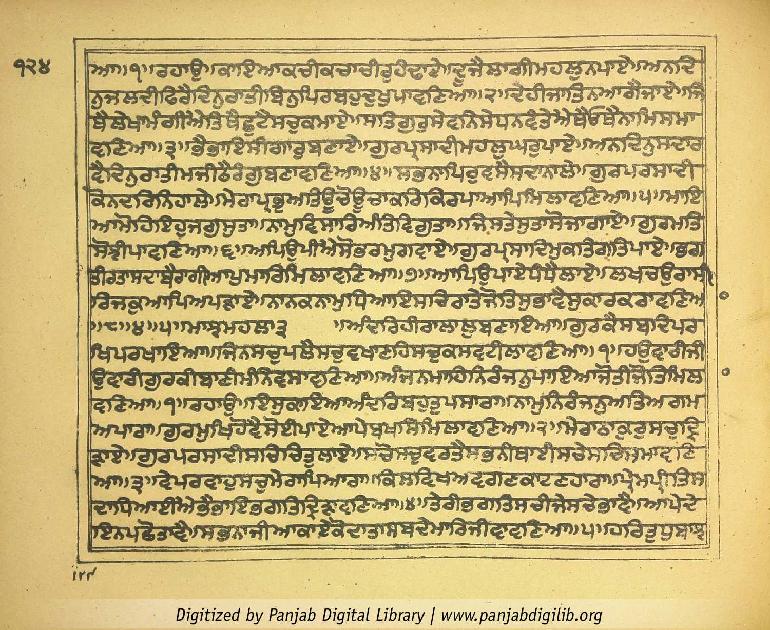 ੧੨੪
ਆ॥੧॥ਰਹਾਉ॥ਕਾਇਆਕਚੀਕਚਾਚੀਰੁਹੰਢਾਏ॥ਦੂਜੈਲਾਗੀਮਹਲੁਨਪਾਏ॥ਅਨਦਿ
ਨੁਜਲਦੀਫਿਰੈਦਿਨੁਰਾਤੀਬਿਨੁਪਿਰਬਹੁਦੁਖੁਪਾਵਣਿਆ॥੨॥ਦੇਹੀਜਾਤਿਨਆਗੈਜਾਏ॥ਜਿ
ਥੈਲੇਖਾਮੰਗੀਐਤਿਥੈਛੁਟੈਸਚੁਕਮਾਏ॥ਸਤਿਗੁਰੁਸੇਵਨਿਸੇਧਨਵੰਤੇਐਥੈਓਥੈਨਾਮਿਸਮਾ
ਵਣਿਆ॥੩॥ਭੈਭਾਇਸੀਗਾਰੁਬਣਾਏ॥ਗੁਰਪ੍ਰਸਾਦੀਮਹਲੁਘਰੁਪਾਏ॥ਅਨਦਿਨੁਸਦਾਰ
ਵੈਦਿਨੁਰਾਤੀਮਜੀਠੈਰੰਗੁਬਣਾਵਣਿਆ॥੪॥ਸਭਨਾਪਿਰੁਵਸੈਸਦਾਨਾਲੇ॥ਗੁਰਪਰਸਾਦੀ
ਕੋਨਦਰਿਨਿਹਾਲੇ॥ਮੇਰਾਪ੍ਰਭੁਅਤਿਊਚੋਊਚਾਕਰਿਕਿਰਪਾਆਪਿਮਿਲਾਵਣਿਆ॥੫॥ਮਾਇ
ਆਮੋਹਿਇਹੁਜਗੁਸੁਤਾ॥ਨਾਮੁਵਿਸਾਰਿਅੰਤਿਵਿਗੁਤਾ॥ਜਿਸਤੇਸੁਤਾਸੋਜਾਗਾਏ॥ਗੁਰਮਤਿ
ਸੋਝੀਪਾਵਣਿਆ॥੬॥ਅਪਿਉਪੀਐਸੋਭਰਮੁਗਵਾਏ॥ਗੁਰਪ੍ਰਸਾਦਿਮੁਕਤਿਗਤਿਪਾਏ॥ਭਗ
ਤੀਰਤਾਸਦਾਬੈਰਾਗੀਆਪੁਮਾਰਿਮਿਲਾਵਣਿਆ॥੭॥ਆਪਿਉਪਾਏਧੰਧੈਲਾਏ॥ਲਖਚਉਰਾਸੀ
ਰਿਜਕੁਆਪਿਅਪੜਾਏ॥ਨਾਨਕਨਾਮੁਧਿਆਇਸਚਿਰਾਤੇਜੋਤਿਸੁਭਾਵੈਸੁਕਾਰਕਰਾਵਣਿਆ
॥੮॥੪॥੫॥ਮਾਝਮਹਲਾ੩ ॥ਅੰਦਰਿਹੀਰਾਲਾਲੁਬਣਾਇਆ॥ਗੁਰਕੈਸਬਦਿਪਰ
ਖਿਪਰਖਾਇਆ॥ਜਿਨਸਚੁਪਲੈਸਚੁਵਖਾਣਹਿਸਚੁਕਸਵਟੀਲਾਵਣਿਆ॥੧॥ਹਉਵਾਰੀਜੀ
ਉਵਾਰੀਗੁਰਕੀਬਾਣੀਮੰਨਿਵਸਾਵਣਿਆ॥ਅੰਜਨਮਾਹਿਨਿਰੰਜਨੁਪਾਇਆਜੋਤੀਜੋਤਿਮਿਲਾ
ਵਣਿਆ॥੧॥ਰਹਾਉ॥ਇਸੁਕਾਇਆਅੰਦਰਿਬਹੁਤੁਪਸਾਰਾ॥ਨਾਮੁਨਿਰੰਜਨੁਅਤਿਅਗਮ
ਅਪਾਰਾ॥ਗੁਰਮੁਖਿਹੋਵੈਸੋਈਪਾਏਆਪੇਬਖਸਿਮਿਲਾਵਣਿਆ॥੨॥ਮੇਰਾਠਾਕੁਰੁਸਚੁਦ੍ਰਿ
ੜਾਏ॥ਗੁਰਪਰਸਾਦੀਸਚਿਚਿਤੁਲਾਏ॥ਸਚੋਸਚੁਵਰਤੈਸਭਨੀਥਾਈਸਚੇਸਚਿਸਮਾਵਣਿ
ਆ॥੩॥ਵੇਪਰਵਾਹੁਸਚੁਮੇਰਾਪਿਆਰਾ॥ਕਿਲਵਿਖਅਵਗਣਕਾਟਣਹਾਰਾ॥ਪ੍ਰੇਮਪ੍ਰੀਤਿਸ
ਦਾਧਿਆਈਐਭੈਭਾਇਭਗਤਿਦ੍ਰਿੜਾਵਣਿਆ॥੪॥ਤੇਰੀਭਗਤਿਸਚੀਜੇਸਚੇਭਾਵੈ॥ਆਪੇਦੇ
ਇਨਪਛੋਤਾਵੈ॥ਸਭਨਾਜੀਆਕਾਏਕੋਦਾਤਾਸਬਦੇਮਾਰਿਜੀਵਾਵਣਿਆ॥੫॥ਹਰਿਤੁਧੁਬਾਝ
੧੨੪
Digitized by Panjab Digital Library | www.panjabdigilib.org